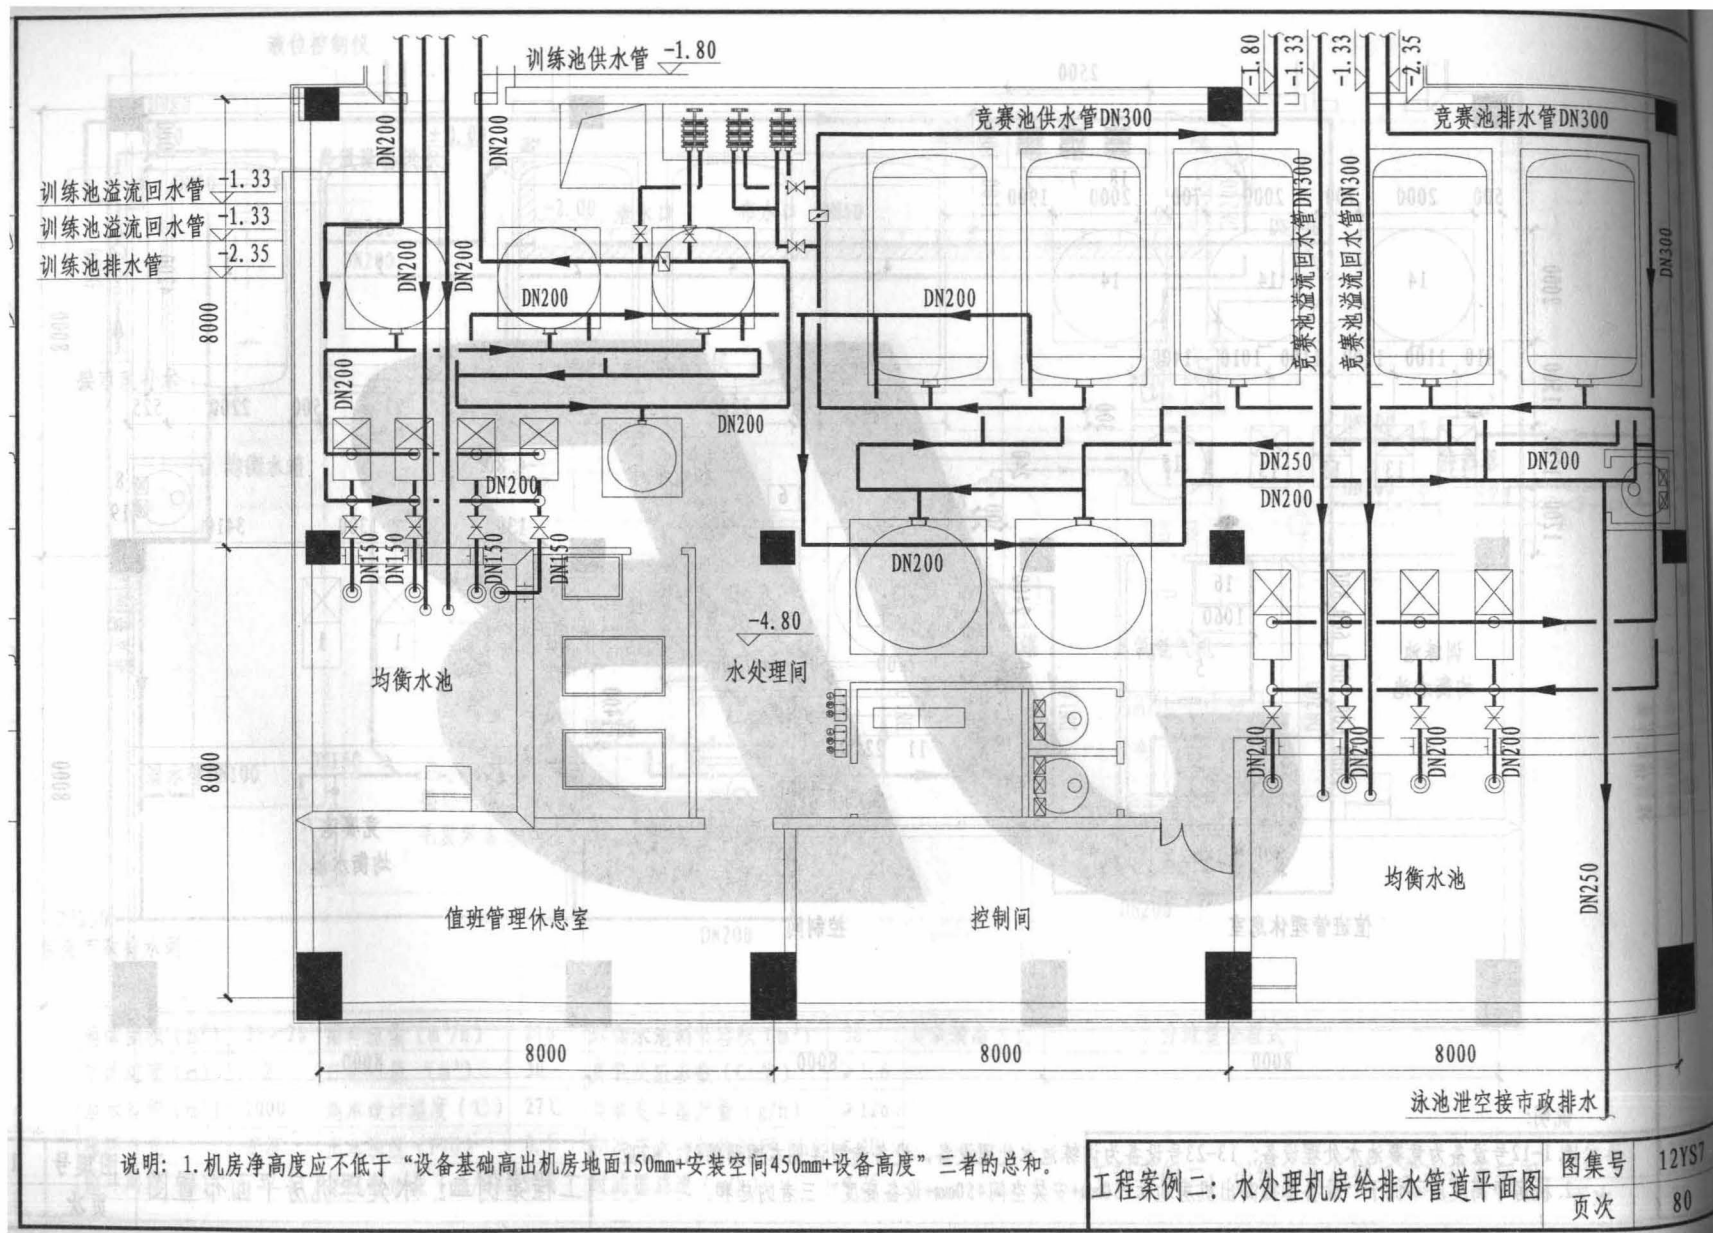 训练池供水管 -1.80
-1.80
-1.33
-1.33
-2.35
DN200
DN200
竞赛池供水管DN300
竞赛池排水管DN300
训练池溢流回水管 -1.33
训练池溢流回水管 -1.33
训练池排水管 -2.35
DN200
DN200
竞赛池溢流回水管DN300
竞赛池溢流回水管DN300
DN300
8000
DN200
DN200
DN200
DN200
DN250
DN200
DN200
DN200
DN200
DN150
DN150
DN150
DN150
-4.80
均衡水池
水处理间
8000
DN200
DN200
DN200
DN200
均衡水池
DN250
值班管理休息室
控制间
8000
8000
8000
泳池泄空接市政排水
说明: 1.机房净高度应不低于“设备基础高出机房地面150mm+安装空间450mm+设备高度”三者的总和。
工程案例二: 水处理机房给排水管道平面图
图集号
12YS7
页次
80